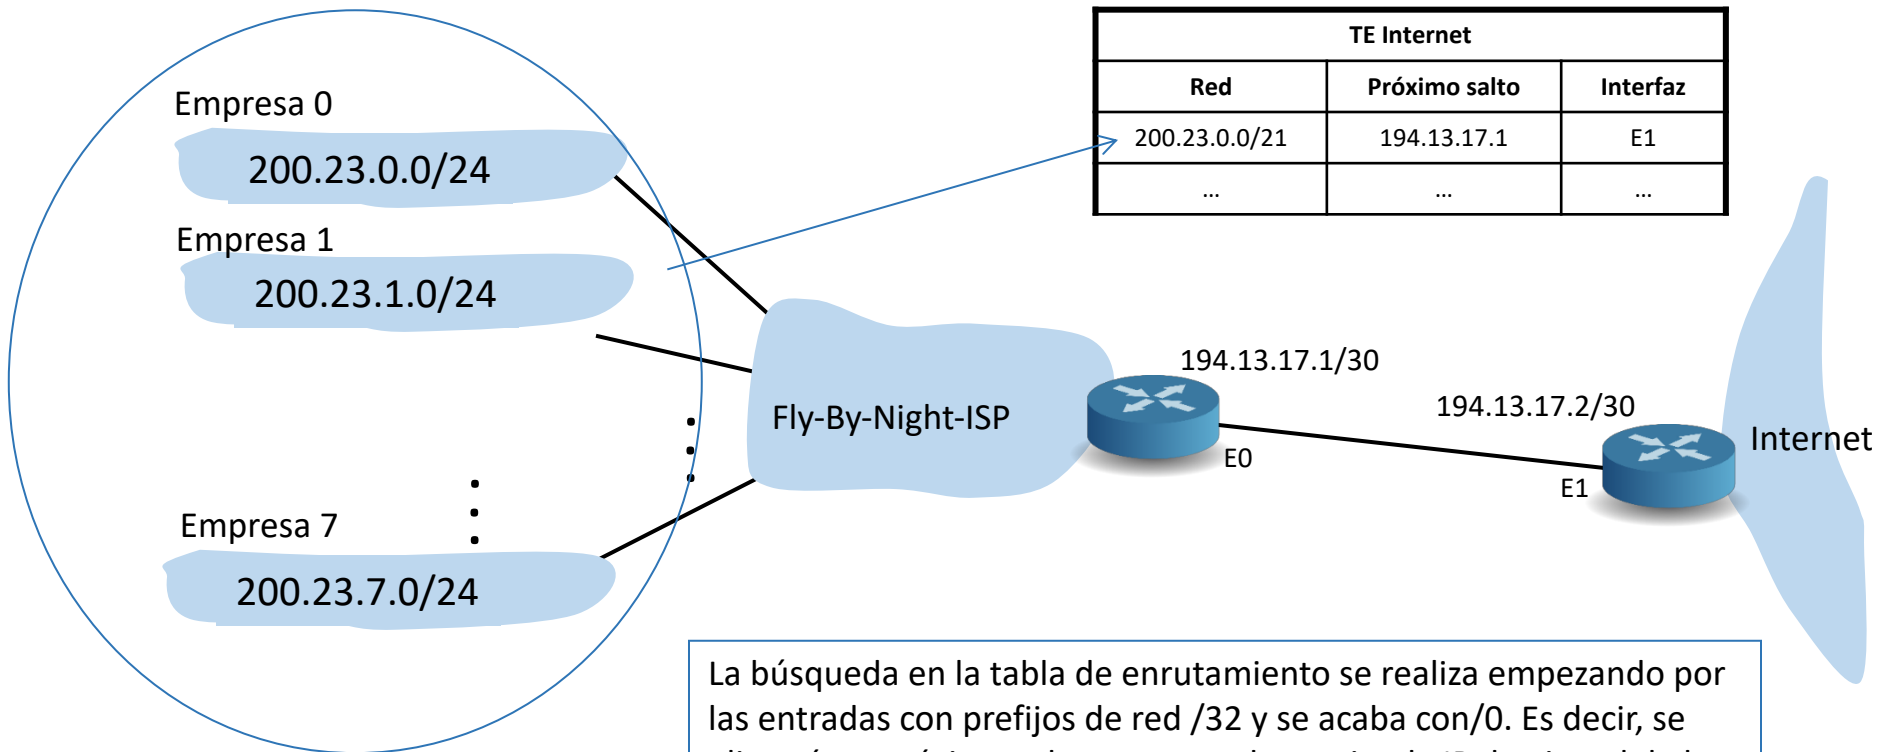 TE Internet
Red Próximo salto Interfaz
200.23.0.0/21 194.13.17.1 E1
... ... ...
Empresa 0
200.23.0.0/24
Empresa 1
200.23.1.0/24
Empresa 7
200.23.7.0/24
Fly-By-Night-ISP
194.13.17.1/30
E0
194.13.17.2/30
E1
Internet
La búsqueda en la tabla de enrutamiento se realiza empezando por
las entradas con prefijos de red /32 y se acaba con/0. Es decir, se